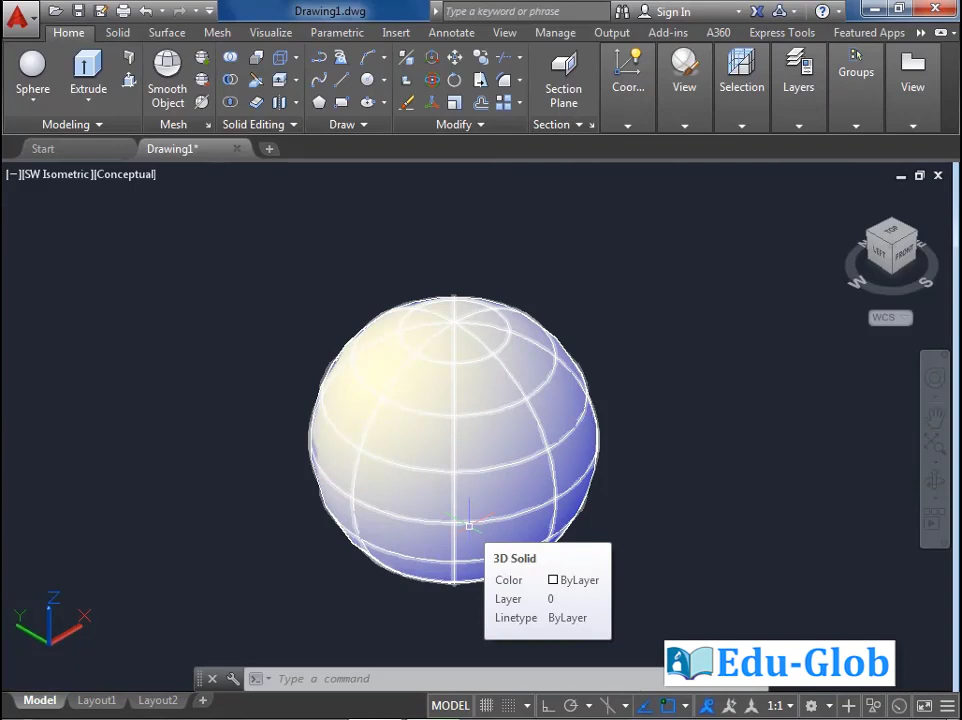 Drawing1.dwg
Type a keyword or phrase
Sign In
Home Solid Surface Mesh Visualize Parametric Insert Annotate View Manage Output Add-ins A360 Express Tools Featured Apps
Sphere Extrude Smooth Object Section Plane Coor... View Selection Layers Groups View
Modeling Mesh Solid Editing Draw Modify Section
Start Drawing1*
[−][SW Isometric][Conceptual]
TOP
LEFT FRONT
N E
W S
WCS
3D Solid
Color ByLayer
Layer 0
Linetype ByLayer
Z
Y X
Edu-Glob
Type a command
Model Layout1 Layout2 + MODEL 1:1